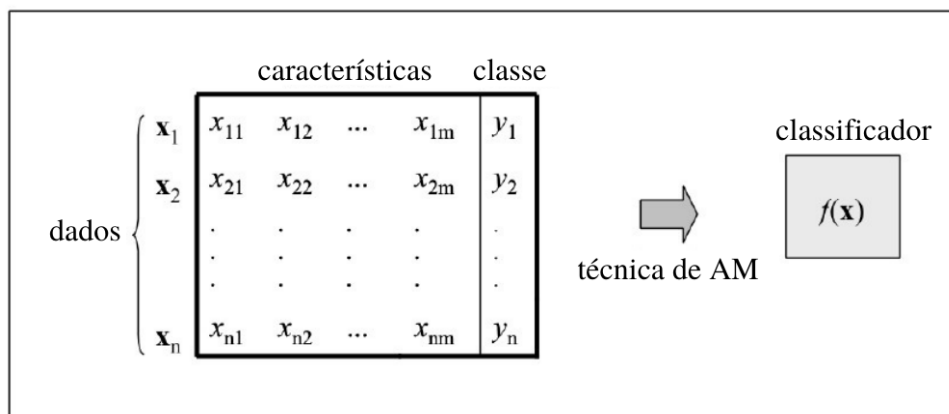 característícas classe
x₁ x₁₁ x₁₂ ... x₁ₘ y₁
x₂ x₂₁ x₂₂ ... x₂ₘ y₂
dados
. . . . .
. . . . .
. . . . .
xₙ xₙ₁ xₙ₂ ... xₙₘ yₙ
técnica de AM
classificador
f(x)